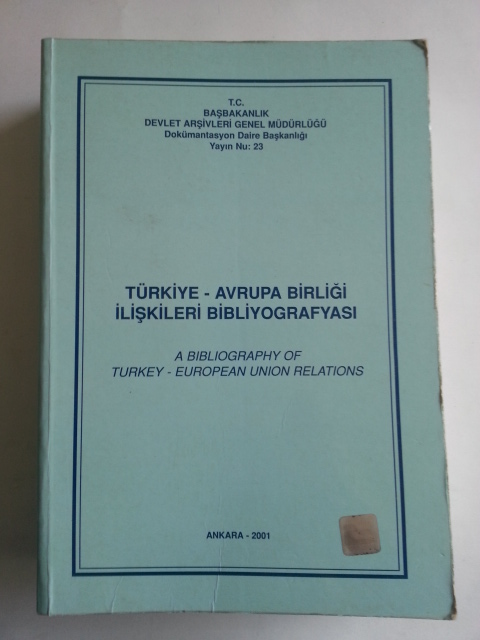 T.C.
BAŞBAKANLIK
DEVLET ARŞİVLERİ GENEL MÜDÜRLÜĞÜ
Dokümantasyon Daire Başkanlığı
Yayın Nu: 23
TÜRKİYE - AVRUPA BİRLİĞİ
İLİŞKİLERİ BİBLİYOGRAFYASI
A BIBLIOGRAPHY OF
TURKEY - EUROPEAN UNION RELATIONS
ANKARA - 2001